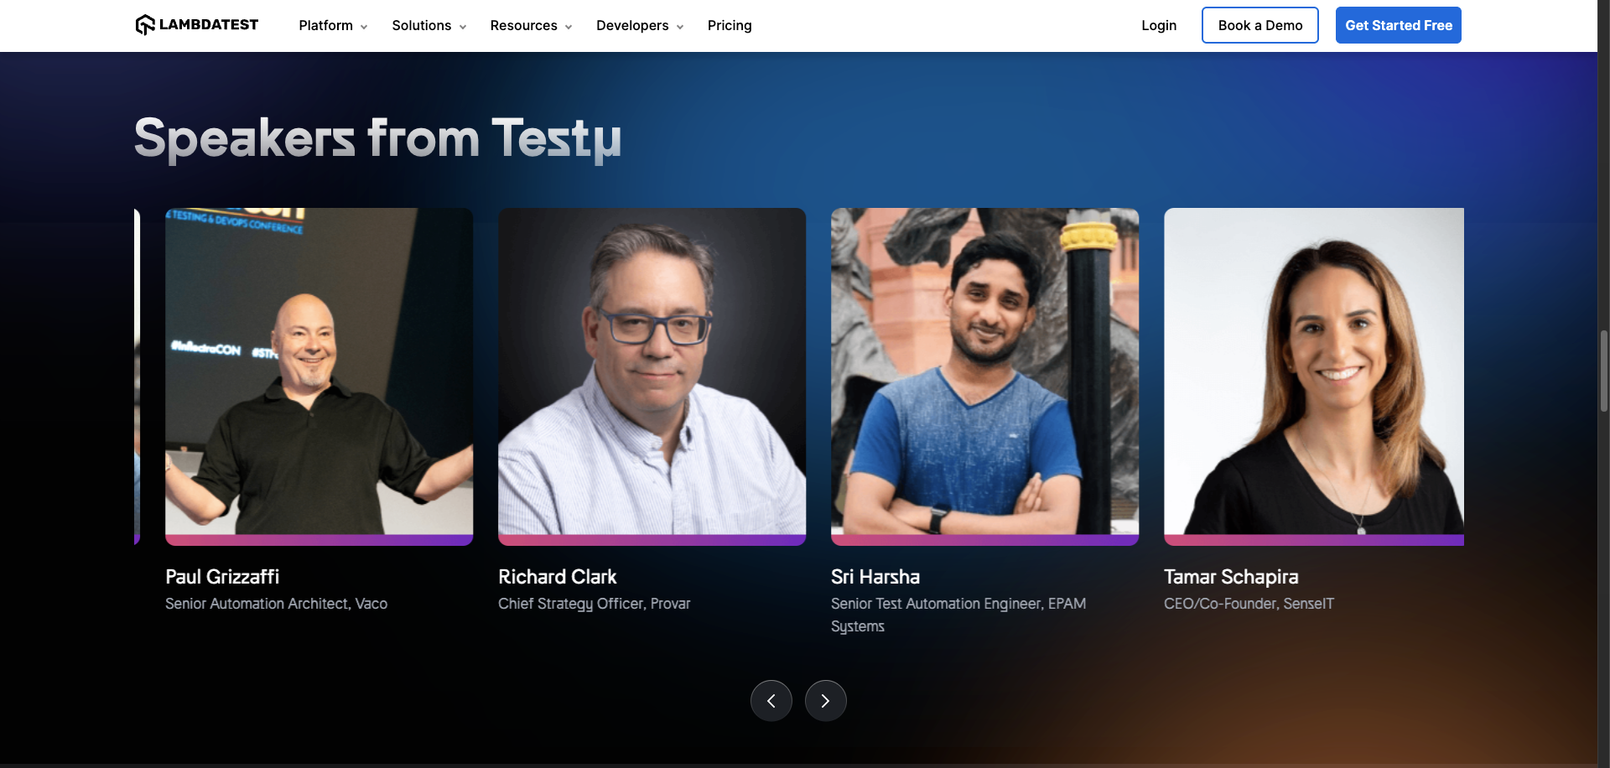 LAMBDATEST
Platform
Solutions
Resources
Developers
Pricing
Login
Book a Demo
Get Started Free
Speakers from Testμ
E TESTING & DEVOPS CONFERENCE
#InflectraCON
Paul Grizzaffi
Senior Automation Architect, Vaco
Richard Clark
Chief Strategy Officer, Provar
Sri Harsha
Senior Test Automation Engineer, EPAM
Systems
Tamar Schapira
CEO/Co-Founder, SenseIT